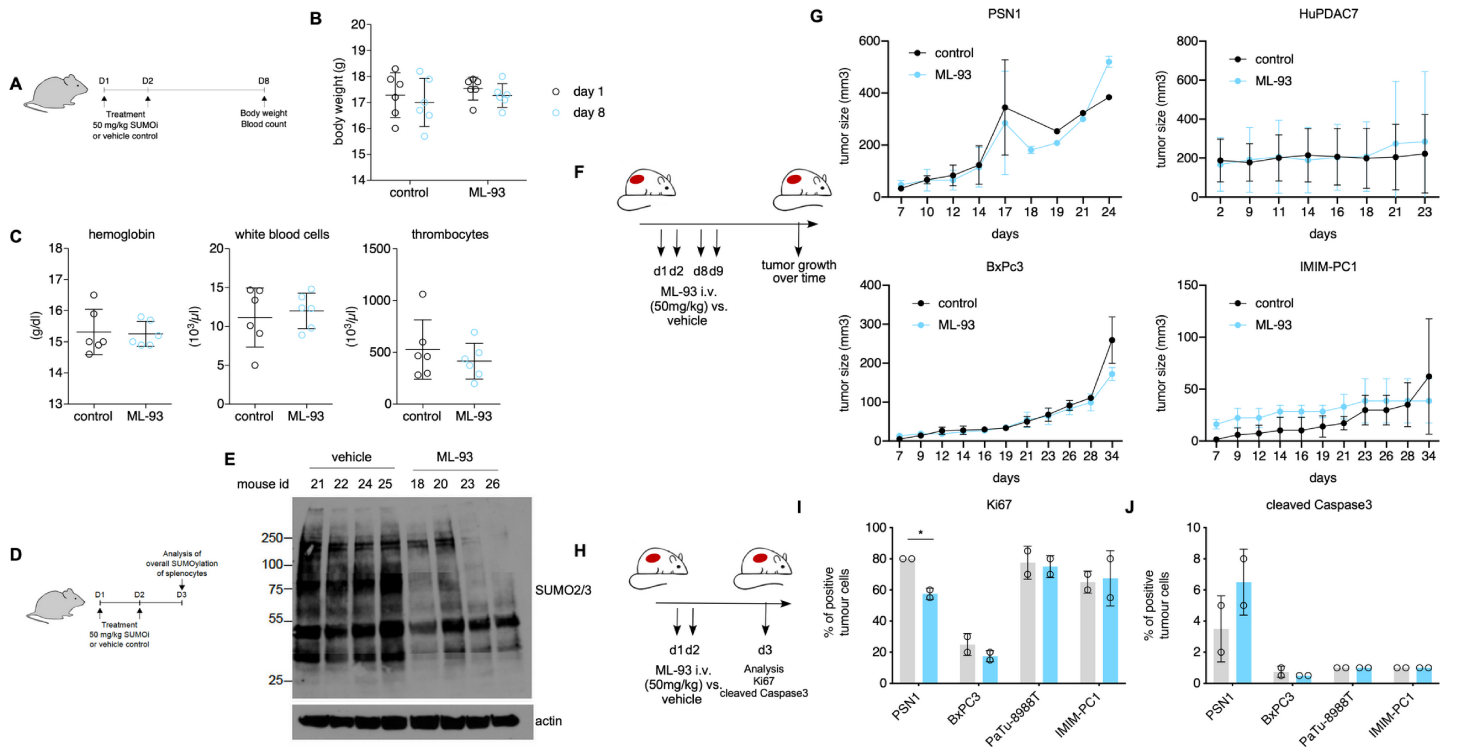 A
D1 D2 D8
Treatment
50 mg/kg SUMOi
or vehicle control
Body weight
Blood count
B
body weight (g)
20
19
18
17
16
15
14
control ML-93
day 1
day 8
C
hemoglobin
(g/dl)
18
17
16
15
14
13
control ML-93
white blood cells
(10³/µl)
20
15
10
5
0
control ML-93
thrombocytes
(10³/µl)
1500
1000
500
0
control ML-93
D
Analysis of
overall SUMOylation
of splenocytes
D1 D2 D3
Treatment
50 mg/kg SUMOi
or vehicle control
E
vehicle ML-93
mouse id 21 22 24 25 18 20 23 26
250
100
75
55
25
SUMO2/3
actin
F
d1 d2 d8 d9
ML-93 i.v.
(50mg/kg) vs.
vehicle
tumor growth
over time
G
PSN1
tumor size (mm3)
600
400
200
0
control
ML-93
7 10 12 14 17 18 19 21 24
days
HuPDAC7
tumor size (mm3)
800
600
400
200
0
control
ML-93
2 9 11 14 16 18 21 23
days
BxPc3
tumor size (mm3)
400
300
200
100
0
control
ML-93
7 9 12 14 16 19 21 23 26 28 34
days
IMIM-PC1
tumor size (mm3)
150
100
50
0
control
ML-93
7 9 12 14 16 19 21 23 26 28 34
days
H
d1 d2 d3
ML-93 i.v.
(50mg/kg) vs.
vehicle
Analysis
Ki67
cleaved Caspase3
I
Ki67
% of positive
tumour cells
100
80
60
40
20
0
*
PSN1 BxPC3 PaTu-8988T IMIM-PC1
J
cleaved Caspase3
% of positive
tumour cells
10
8
6
4
2
0
PSN1 BxPC3 PaTu-8988T IMIM-PC1